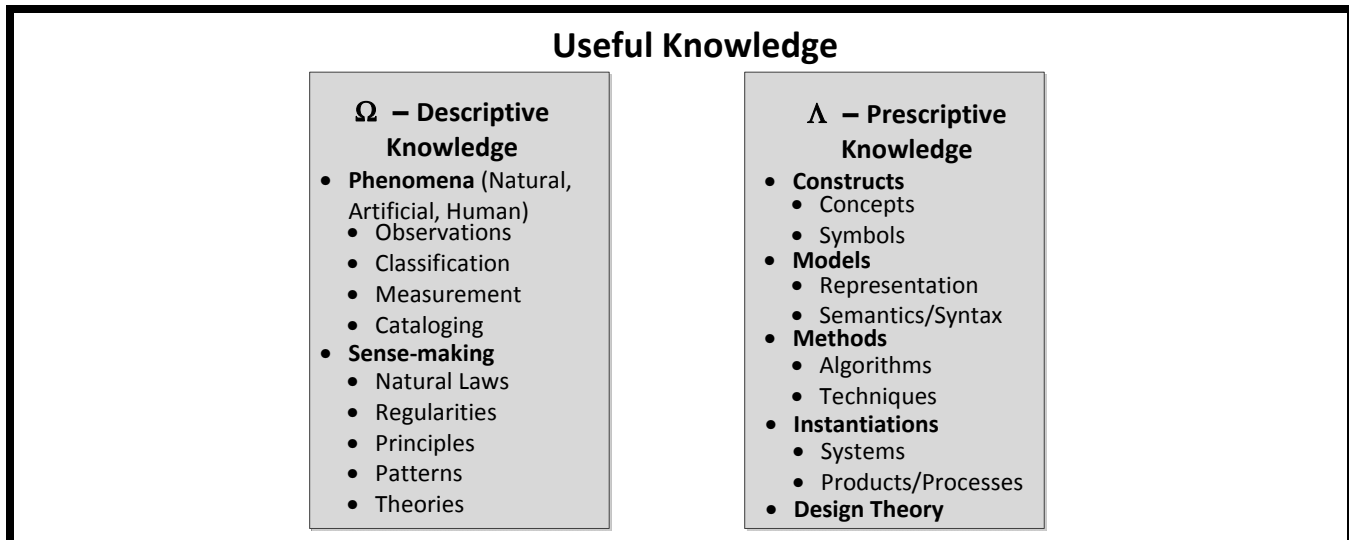 Useful Knowledge
Ω – Descriptive
Knowledge
• Phenomena (Natural,
Artificial, Human)
• Observations
• Classification
• Measurement
• Cataloging
• Sense-making
• Natural Laws
• Regularities
• Principles
• Patterns
• Theories
Λ – Prescriptive
Knowledge
• Constructs
• Concepts
• Symbols
• Models
• Representation
• Semantics/Syntax
• Methods
• Algorithms
• Techniques
• Instantiations
• Systems
• Products/Processes
• Design Theory